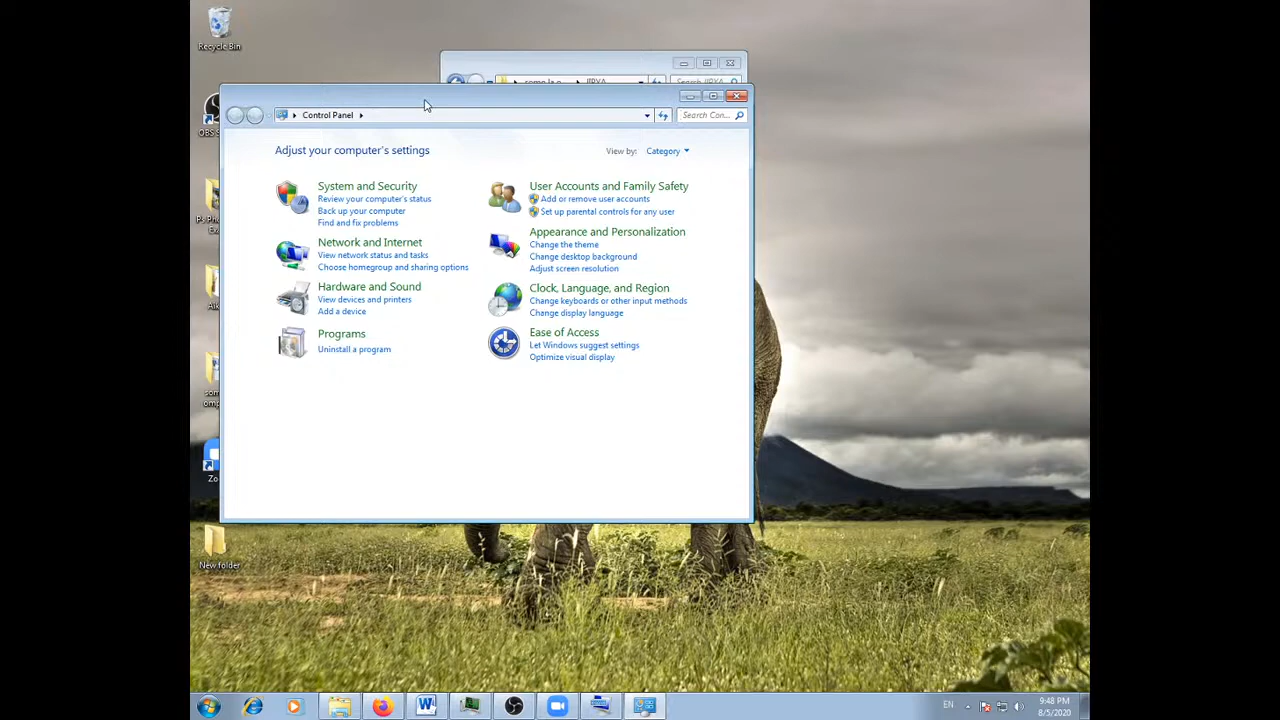 Recycle Bin
JIBYA
Search JIBYA
OBS S
Control Panel
Search Con...
Adjust your computer's settings
View by: Category
System and Security
Review your computer's status
Back up your computer
Find and fix problems
Network and Internet
View network status and tasks
Choose homegroup and sharing options
Hardware and Sound
View devices and printers
Add a device
Programs
Uninstall a program
User Accounts and Family Safety
Add or remove user accounts
Set up parental controls for any user
Appearance and Personalization
Change the theme
Change desktop background
Adjust screen resolution
Clock, Language, and Region
Change keyboards or other input methods
Change display language
Ease of Access
Let Windows suggest settings
Optimize visual display
Zo
New folder
EN
9:48 PM
8/5/2020